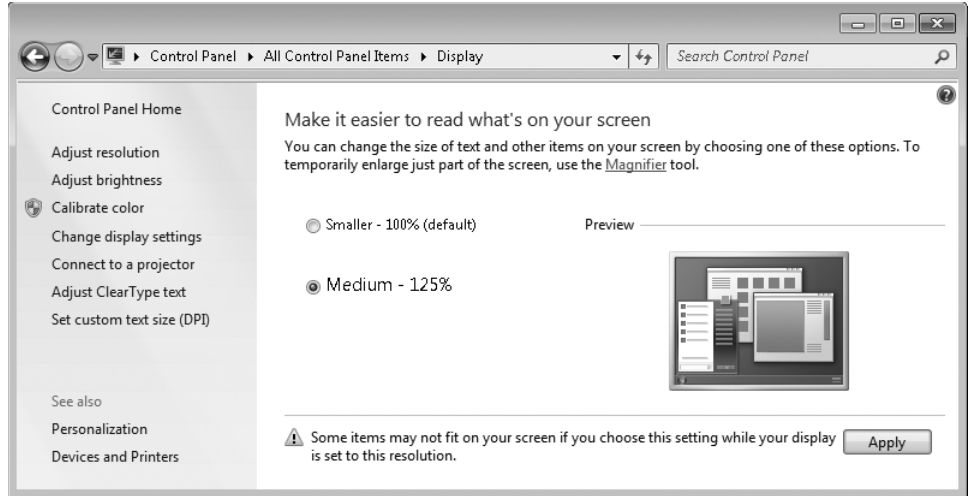 Control Panel
All Control Panel Items
Display
Search Control Panel
Control Panel Home
Adjust resolution
Adjust brightness
Calibrate color
Change display settings
Connect to a projector
Adjust ClearType text
Set custom text size (DPI)
See also
Personalization
Devices and Printers
Make it easier to read what's on your screen
You can change the size of text and other items on your screen by choosing one of these options. To
temporarily enlarge just part of the screen, use the Magnifier tool.
Smaller - 100% (default)
Preview
Medium - 125%
Some items may not fit on your screen if you choose this setting while your display
is set to this resolution.
Apply